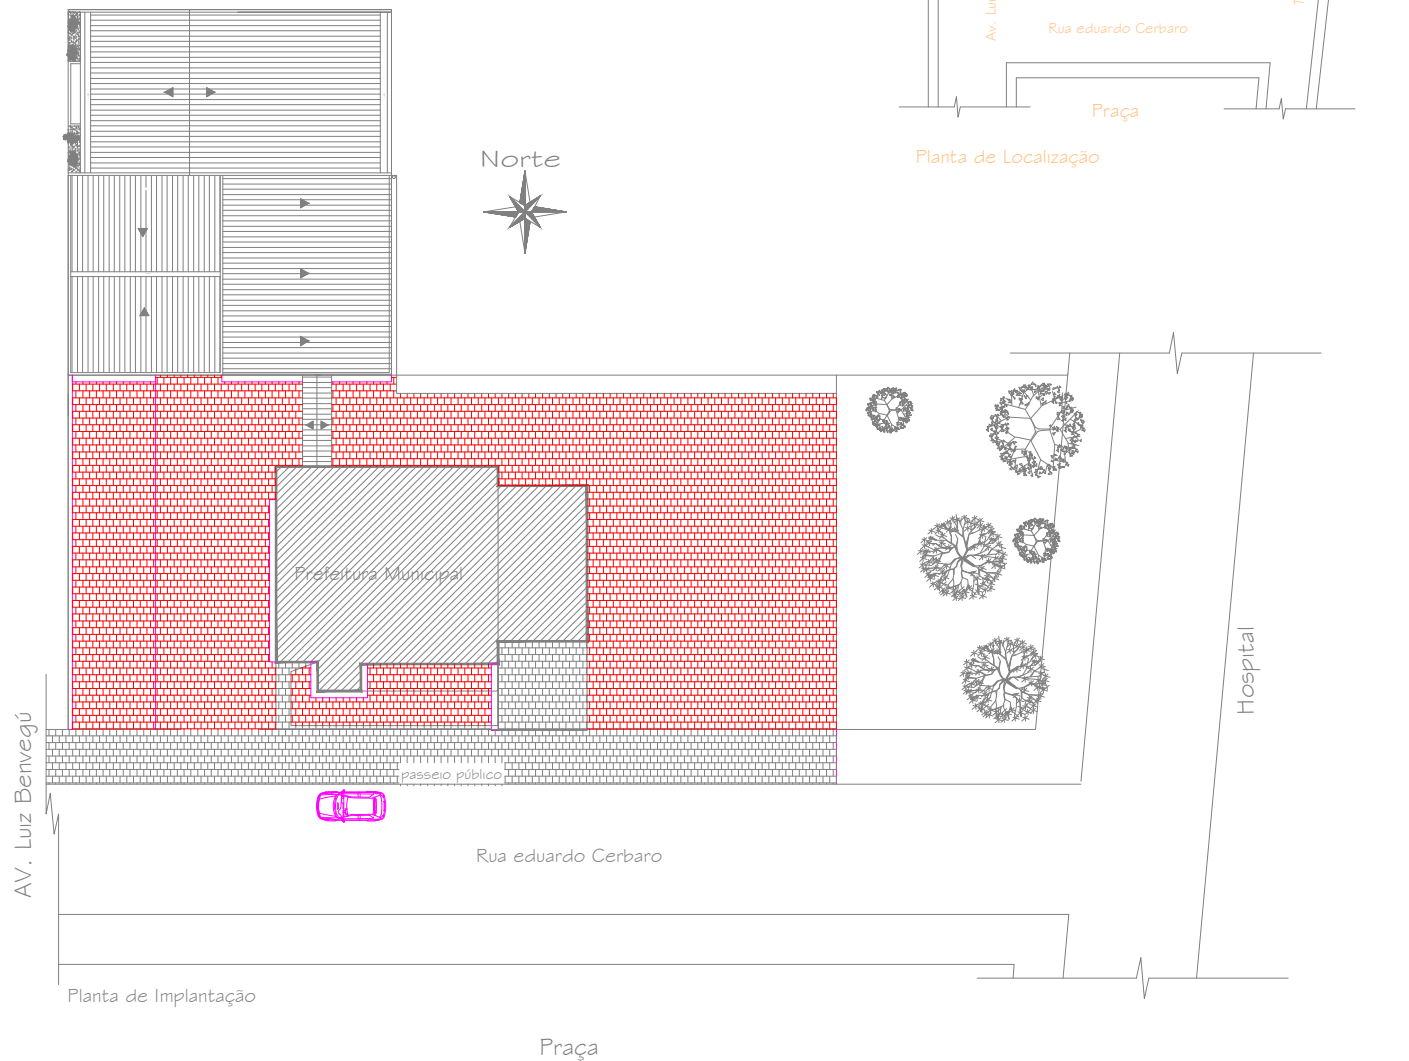 Av. Lui
Rua eduardo Cerbaro
Praça
Planta de Localização
Norte
Prefeitura Municipal
Hospital
AV. Luiz Benvegú
passeio público
Rua eduardo Cerbaro
Planta de Implantação
Praça